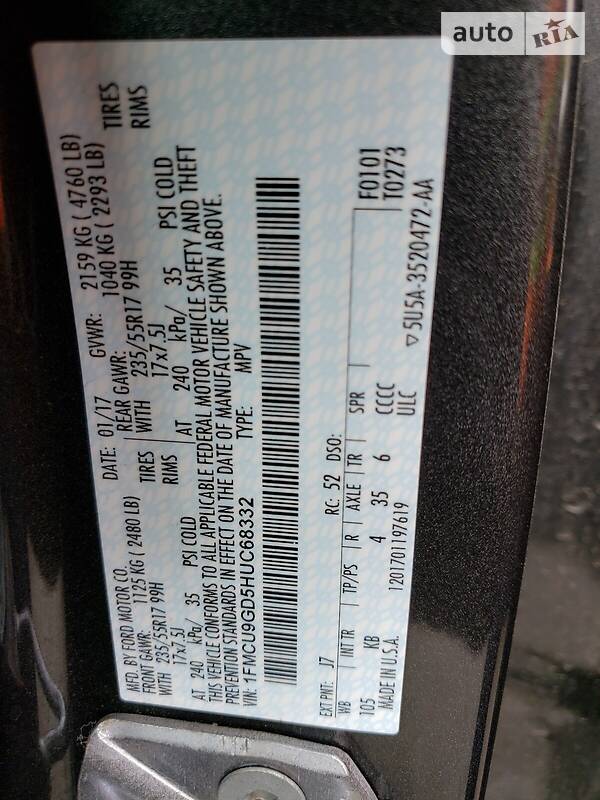 auto RIA
MFD. BY FORD MOTOR CO. DATE: 01/17 GVWR: 2159 KG ( 4760 LB)
FRONT GAWR: 1125 KG ( 2480 LB) REAR GAWR: 1040 KG ( 2293 LB)
WITH 235/55R17 99H TIRES WITH 235/55R17 99H TIRES
17x7.5J RIMS 17x7.5J RIMS
AT 240 kPa/ 35 PSI COLD AT 240 kPa/ 35 PSI COLD
THIS VEHICLE CONFORMS TO ALL APPLICABLE FEDERAL MOTOR VEHICLE SAFETY AND THEFT
PREVENTION STANDARDS IN EFFECT ON THE DATE OF MANUFACTURE SHOWN ABOVE.
VIN: 1FMCU9GD5HUC68332 TYPE: MPV
EXT PNT: J7 RC: 52 DSO: F0101
WB INT TR TP/PS R AXLE TR SPR T0273
105 KB 4 35 6 CCCC
MADE IN U.S.A. 1201701197619 ULC ▽5U5A-3520472-AA